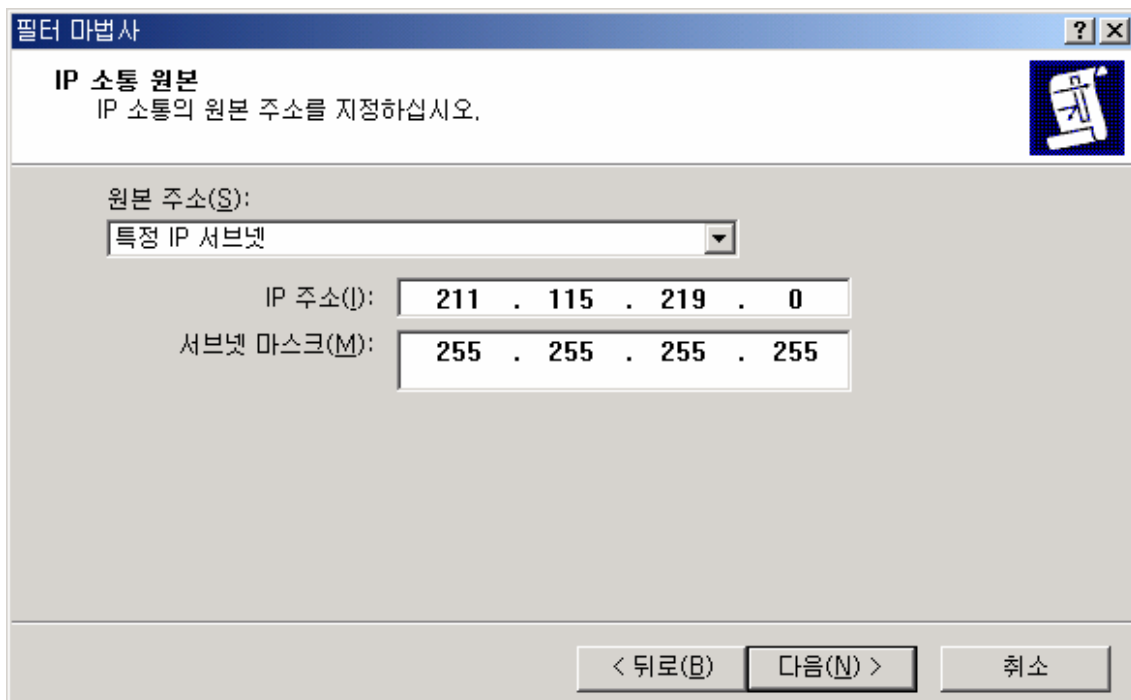 필터 마법사
IP 소통 원본
IP 소통의 원본 주소를 지정하십시오.
원본 주소(S):
특정 IP 서브넷
IP 주소(I): 211 . 115 . 219 . 0
서브넷 마스크(M): 255 . 255 . 255 . 255
< 뒤로(B) 다음(N) > 취소